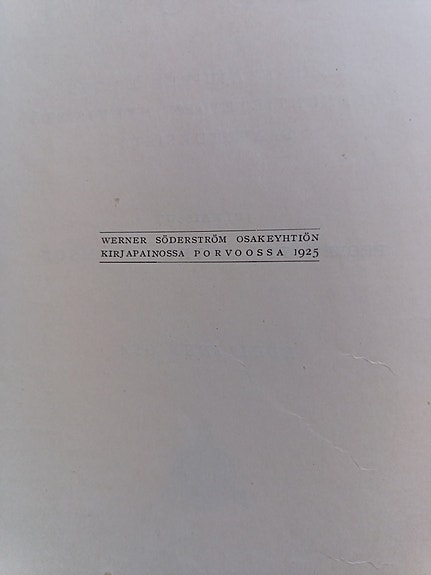 WERNER SÖDERSTRÖM OSAKEYHTIÖN
KIRJAPAINOSSA PORVOOSSA 1925